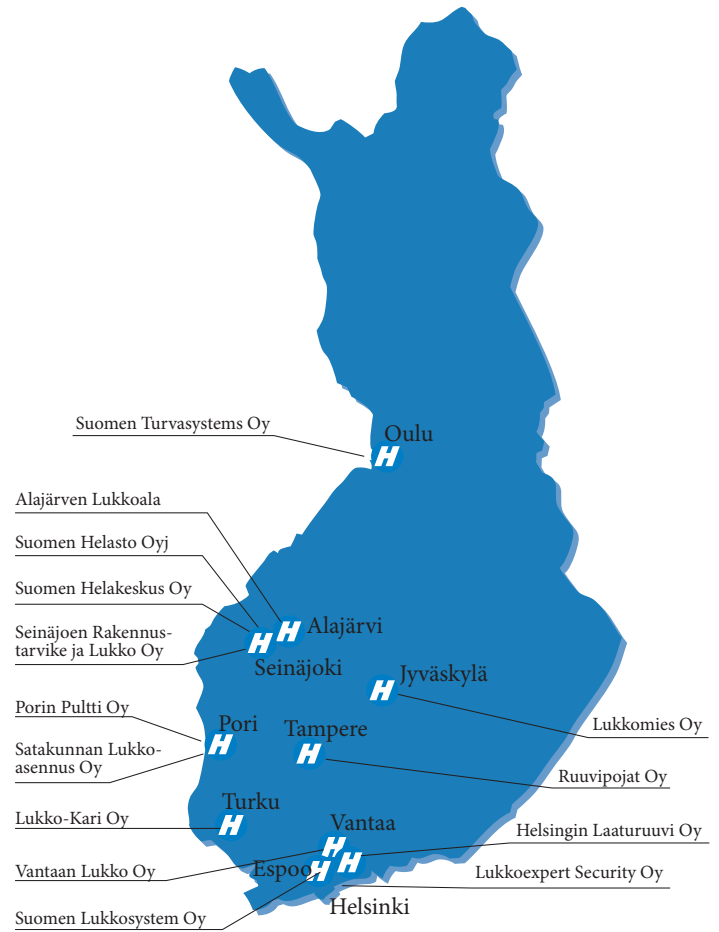 Suomen Turvasystems Oy
Oulu
Alajärven Lukkoala
Suomen Helasto Oyj
Suomen Helakeskus Oy
Seinäjoen Rakennus-
tarvike ja Lukko Oy
Alajärvi
Seinäjoki
Jyväskylä
Lukkomies Oy
Porin Pultti Oy
Pori
Tampere
Satakunnan Lukko-
asennus Oy
Ruuvipojat Oy
Turku
Lukko-Kari Oy
Vantaa
Helsingin Laaturuuvi Oy
Vantaan Lukko Oy
Espoo
Lukkoexpert Security Oy
Helsinki
Suomen Lukkosystem Oy
H
H
H
H
H
H
H
H
H
H